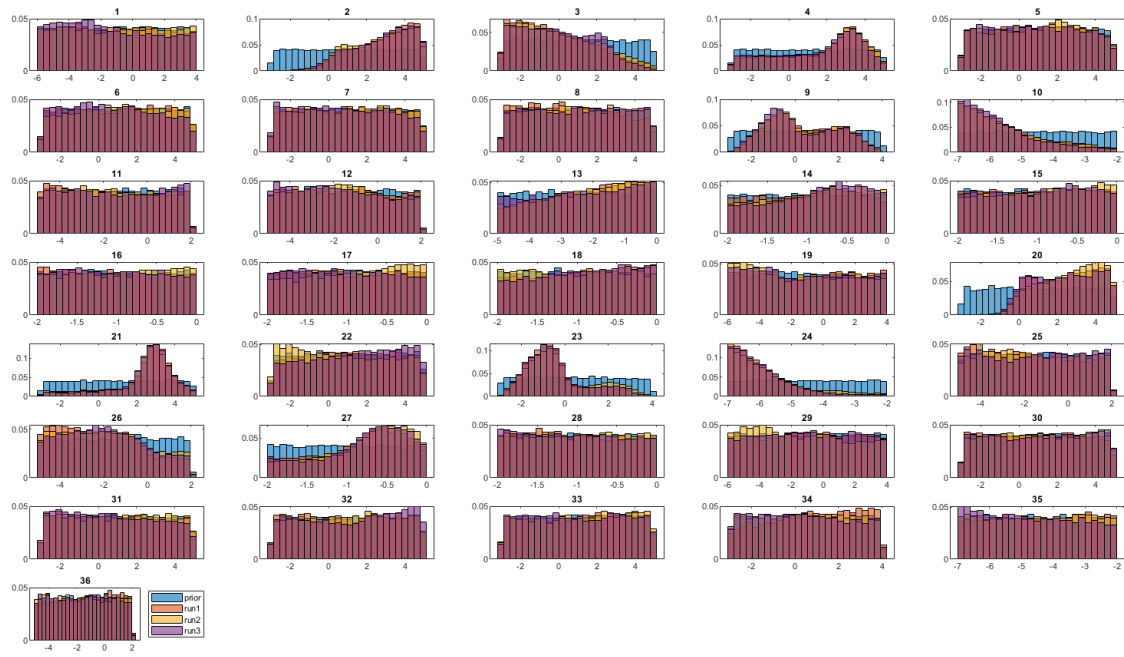 1 2 3 4 5
0.05 0.1 0.05 0.1 0.05
0.05 0.05
0 0 0 0 0
-6 -4 -2 0 2 4 -2 0 2 4 -2 0 2 4 -2 0 2 4 -2 0 2 4
6 7 8 9 10
0.05 0.05 0.05 0.1 0.1
0.05 0.05
0 0 0 0 0
-2 0 2 4 -2 0 2 4 -2 0 2 4 -2 0 2 4 -7 -6 -5 -4 -3 -2
11 12 13 14 15
0.05 0.05 0.05 0.05 0.05
0 0 0 0 0
-4 -2 0 2 -4 -2 0 2 -5 -4 -3 -2 -1 0 -2 -1.5 -1 -0.5 0 -2 -1.5 -1 -0.5 0
16 17 18 19 20
0.05 0.05 0.05 0.05 0.05
0 0 0 0 0
-2 -1.5 -1 -0.5 0 -2 -1.5 -1 -0.5 0 -2 -1.5 -1 -0.5 0 -6 -4 -2 0 2 4 -2 0 2 4
21 22 23 24 25
0.1 0.05 0.1 0.1 0.05
0.05 0.05 0.05
0 0 0 0 0
-2 0 2 4 -2 0 2 4 -2 0 2 4 -7 -6 -5 -4 -3 -2 -4 -2 0 2
26 27 28 29 30
0.05 0.05 0.05 0.05 0.05
0 0 0 0 0
-4 -2 0 2 -2 -1.5 -1 -0.5 0 -7 -6 -5 -4 -3 -2 -6 -4 -2 0 2 4 -2 0 2 4
31 32 33 34 35
0.05 0.05 0.05 0.05 0.05
0 0 0 0 0
-2 0 2 4 -2 0 2 4 -2 0 2 4 -2 0 2 4 -7 -6 -5 -4 -3 -2
36
0.05
prior
run1
run2
run3
0
-4 -2 0 2